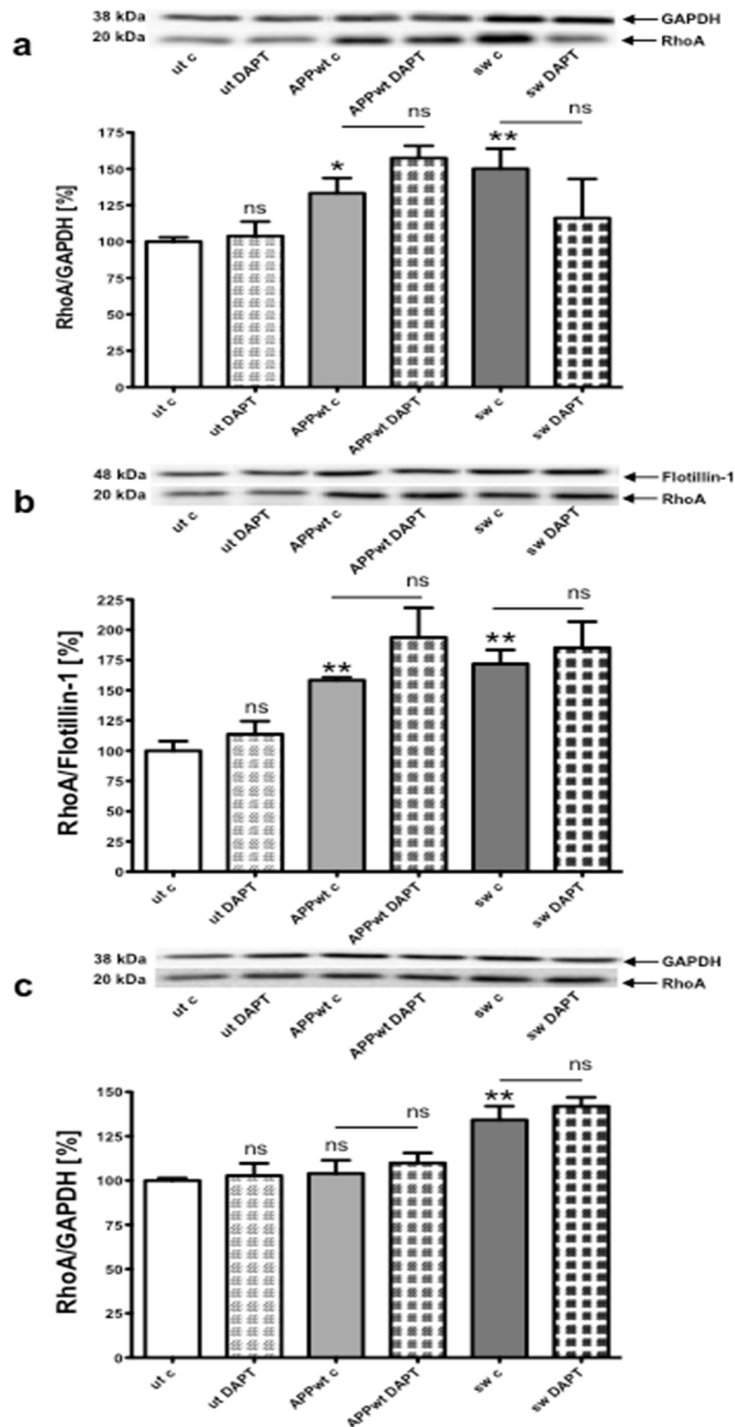 38 kDa GAPDH
20 kDa RhoA
a
ut c ut DAPT APPwt c APPwt DAPT sw c sw DAPT
ns ns
RhoA/GAPDH [%]
175
150
125
100
75
50
25
0
ns * **
ut c ut DAPT APPwt c APPwt DAPT sw c sw DAPT
48 kDa Flotillin-1
20 kDa RhoA
b
ut c ut DAPT APPwt c APPwt DAPT sw c sw DAPT
ns ns
RhoA/Flotillin-1 [%]
225
200
175
150
125
100
75
50
25
0
ns ** **
ut c ut DAPT APPwt c APPwt DAPT sw c sw DAPT
38 kDa GAPDH
20 kDa RhoA
c
ut c ut DAPT APPwt c APPwt DAPT sw c sw DAPT
ns ns
RhoA/GAPDH [%]
150
125
100
75
50
25
0
ns ns **
ut c ut DAPT APPwt c APPwt DAPT sw c sw DAPT